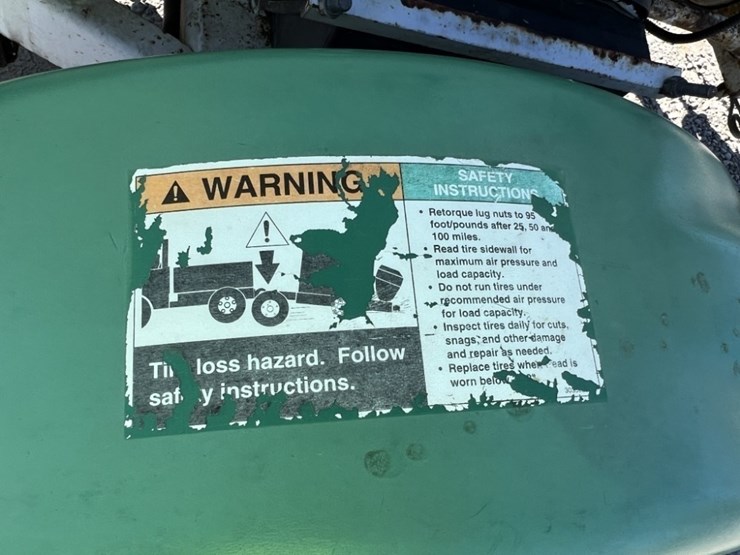 WARNING
loss hazard. Follow
instructions.
SAFETY
INSTRUCTIONS
• Retorque lug nuts to 95
foot/pounds after 25, 50 and
100 miles.
• Read tire sidewall for
maximum air pressure and
load capacity.
• Do not run tires under
recommended air pressure
for load capacity.
• Inspect tires daily for cuts,
snags, and other damage
and repair as needed.
• Replace tires when is
worn below